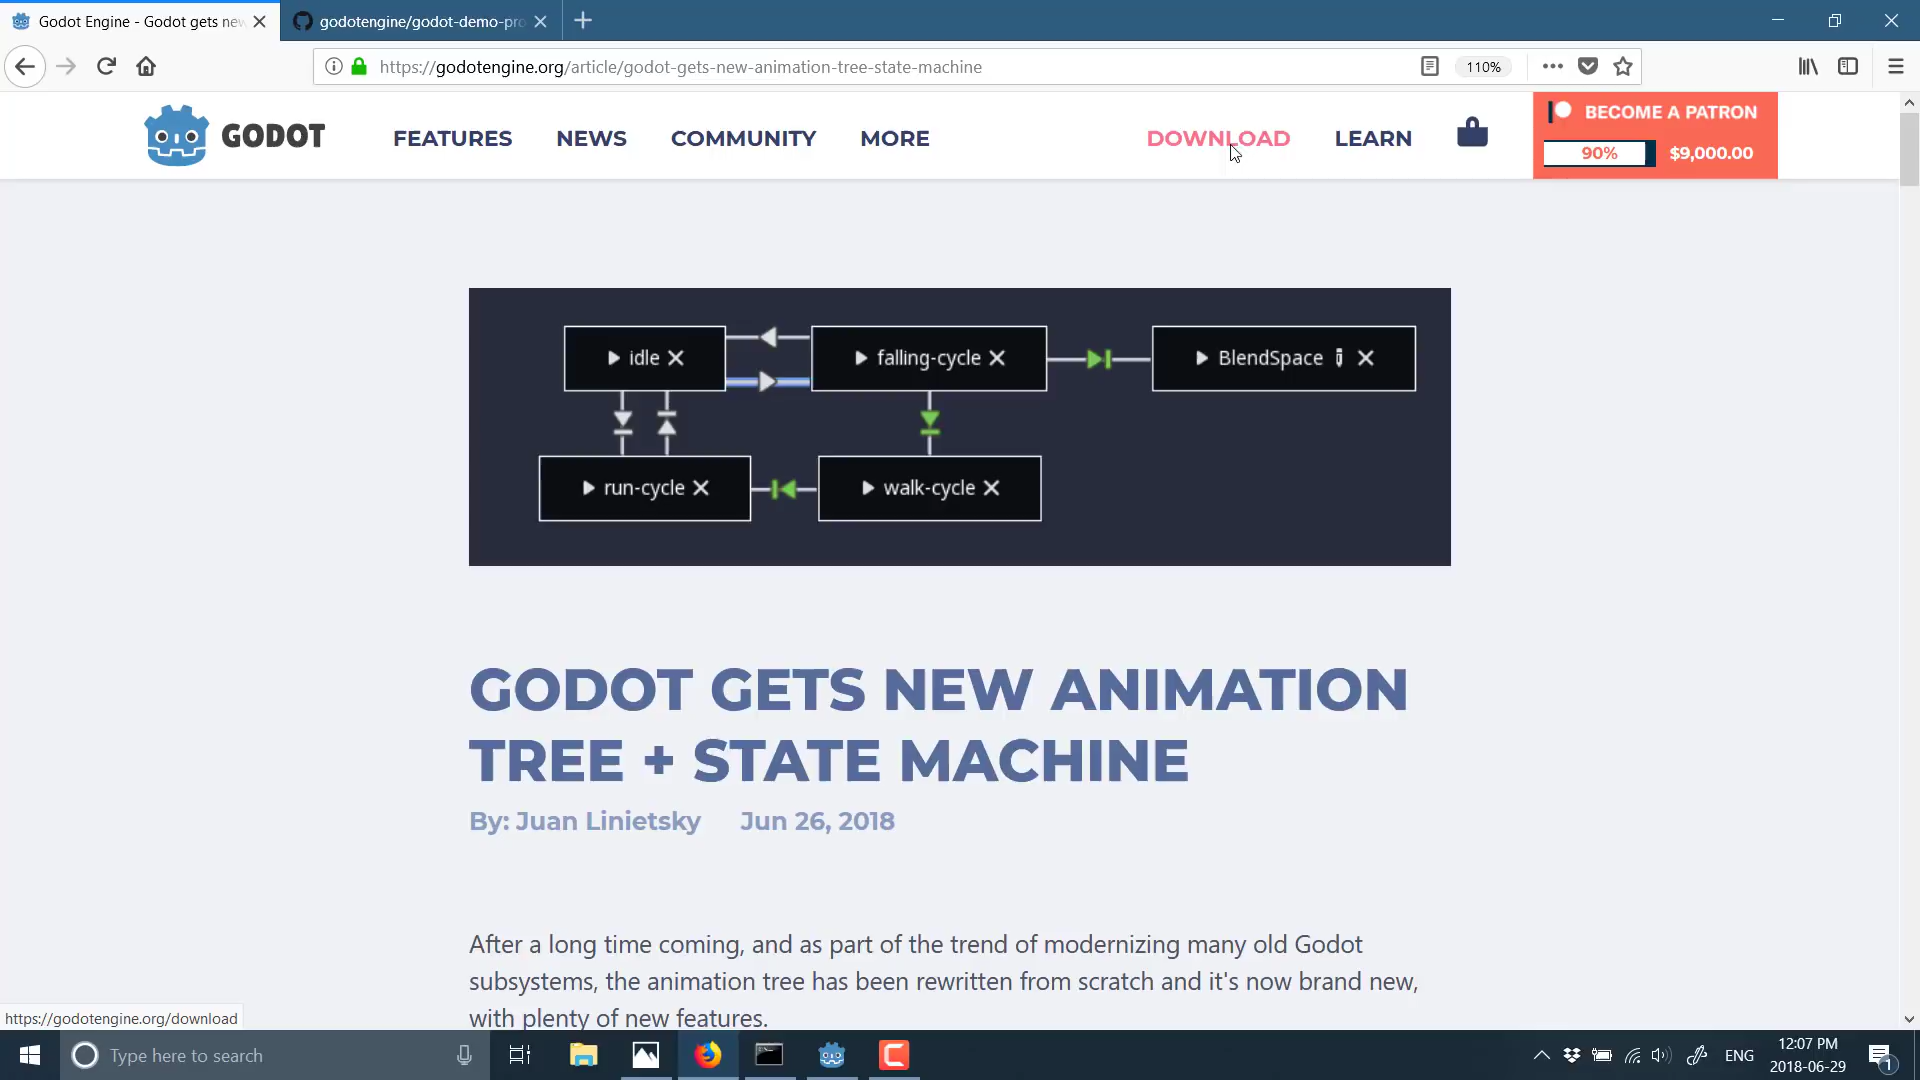 Godot Engine - Godot gets new
godotengine/godot-demo-pro
https://godotengine.org/article/godot-gets-new-animation-tree-state-machine
110%
GODOT
FEATURES
NEWS
COMMUNITY
MORE
DOWNLOAD
LEARN
BECOME A PATRON
90%
$9,000.00
idle
falling-cycle
BlendSpace
run-cycle
walk-cycle
GODOT GETS NEW ANIMATION
TREE + STATE MACHINE
By: Juan Linietsky
Jun 26, 2018
After a long time coming, and as part of the trend of modernizing many old Godot
subsystems, the animation tree has been rewritten from scratch and it's now brand new,
with plenty of new features.
https://godotengine.org/download
Type here to search
ENG
12:07 PM
2018-06-29
1